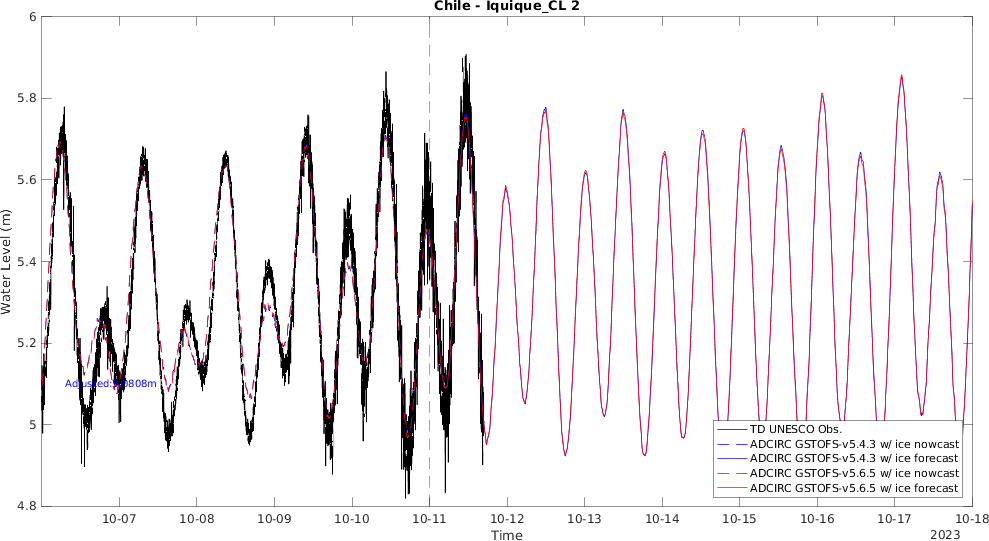 Chile - Iquique_CL 2
6
5.8
5.6
5.4
5.2
5
4.8
Water Level (m)
TD UNESCO Obs.
ADCIRC GSTOFS-v5.4.3 w/ ice nowcast
ADCIRC GSTOFS-v5.4.3 w/ ice forecast
ADCIRC GSTOFS-v5.6.5 w/ ice nowcast
ADCIRC GSTOFS-v5.6.5 w/ ice forecast
10-07 10-08 10-09 10-10 10-11 10-12 10-13 10-14 10-15 10-16 10-17 10-18
Time
2023